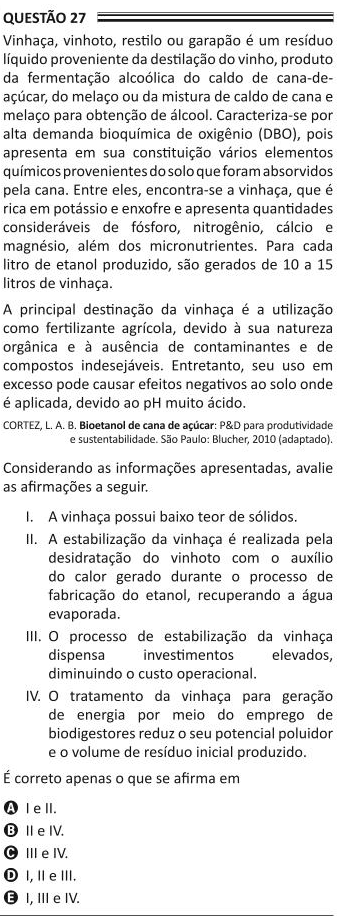 QUESTÃO 27
Vinhaça, vinhoto, restilo ou garapão é um resíduo
líquido proveniente da destilação do vinho, produto
da fermentação alcoólica do caldo de cana-de-
açúcar, do melaço ou da mistura de caldo de cana e
melaço para obtenção de álcool. Caracteriza-se por
alta demanda bioquímica de oxigênio (DBO), pois
apresenta em sua constituição vários elementos
químicos provenientes do solo que foram absorvidos
pela cana. Entre eles, encontra-se a vinhaça, que é
rica em potássio e enxofre e apresenta quantidades
consideráveis de fósforo, nitrogênio, cálcio e
magnésio, além dos micronutrientes. Para cada
litro de etanol produzido, são gerados de 10 a 15
litros de vinhaça.
A principal destinação da vinhaça é a utilização
como fertilizante agrícola, devido à sua natureza
orgânica e à ausência de contaminantes e de
compostos indesejáveis. Entretanto, seu uso em
excesso pode causar efeitos negativos ao solo onde
é aplicada, devido ao pH muito ácido.
CORTEZ, L. A. B. Bioetanol de cana de açúcar: P&D para produtividade
e sustentabilidade. São Paulo: Blucher, 2010 (adaptado).
Considerando as informações apresentadas, avalie
as afirmações a seguir.
I. A vinhaça possui baixo teor de sólidos.
II. A estabilização da vinhaça é realizada pela
desidratação do vinhoto com o auxílio
do calor gerado durante o processo de
fabricação do etanol, recuperando a água
evaporada.
III. O processo de estabilização da vinhaça
dispensa investimentos elevados,
diminuindo o custo operacional.
IV. O tratamento da vinhaça para geração
de energia por meio do emprego de
biodigestores reduz o seu potencial poluidor
e o volume de resíduo inicial produzido.
É correto apenas o que se afirma em
A I e II.
B II e IV.
C III e IV.
D I, II e III.
E I, III e IV.